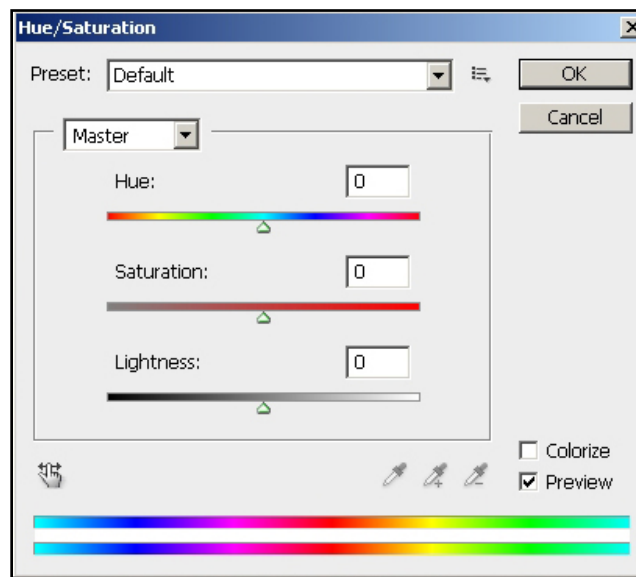 Hue/Saturation
Preset: Default
OK
Cancel
Master
Hue: 0
Saturation: 0
Lightness: 0
Colorize
Preview